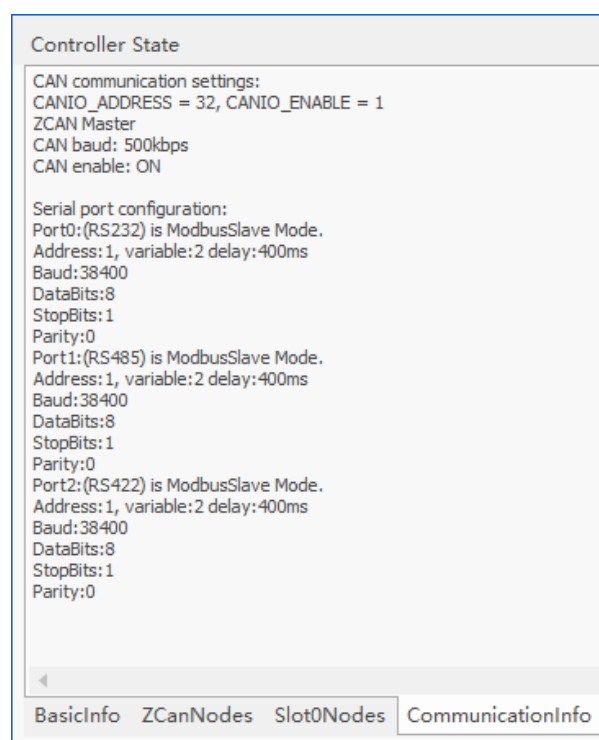 Controller State
CAN communication settings:
CANIO_ADDRESS = 32, CANIO_ENABLE = 1
ZCAN Master
CAN baud: 500kbps
CAN enable: ON
Serial port configuration:
Port0:(RS232) is ModbusSlave Mode.
Address:1, variable:2 delay:400ms
Baud:38400
DataBits:8
StopBits:1
Parity:0
Port1:(RS485) is ModbusSlave Mode.
Address:1, variable:2 delay:400ms
Baud:38400
DataBits:8
StopBits:1
Parity:0
Port2:(RS422) is ModbusSlave Mode.
Address:1, variable:2 delay:400ms
Baud:38400
DataBits:8
StopBits:1
Parity:0
BasicInfo ZCanNodes Slot0Nodes CommunicationInfo